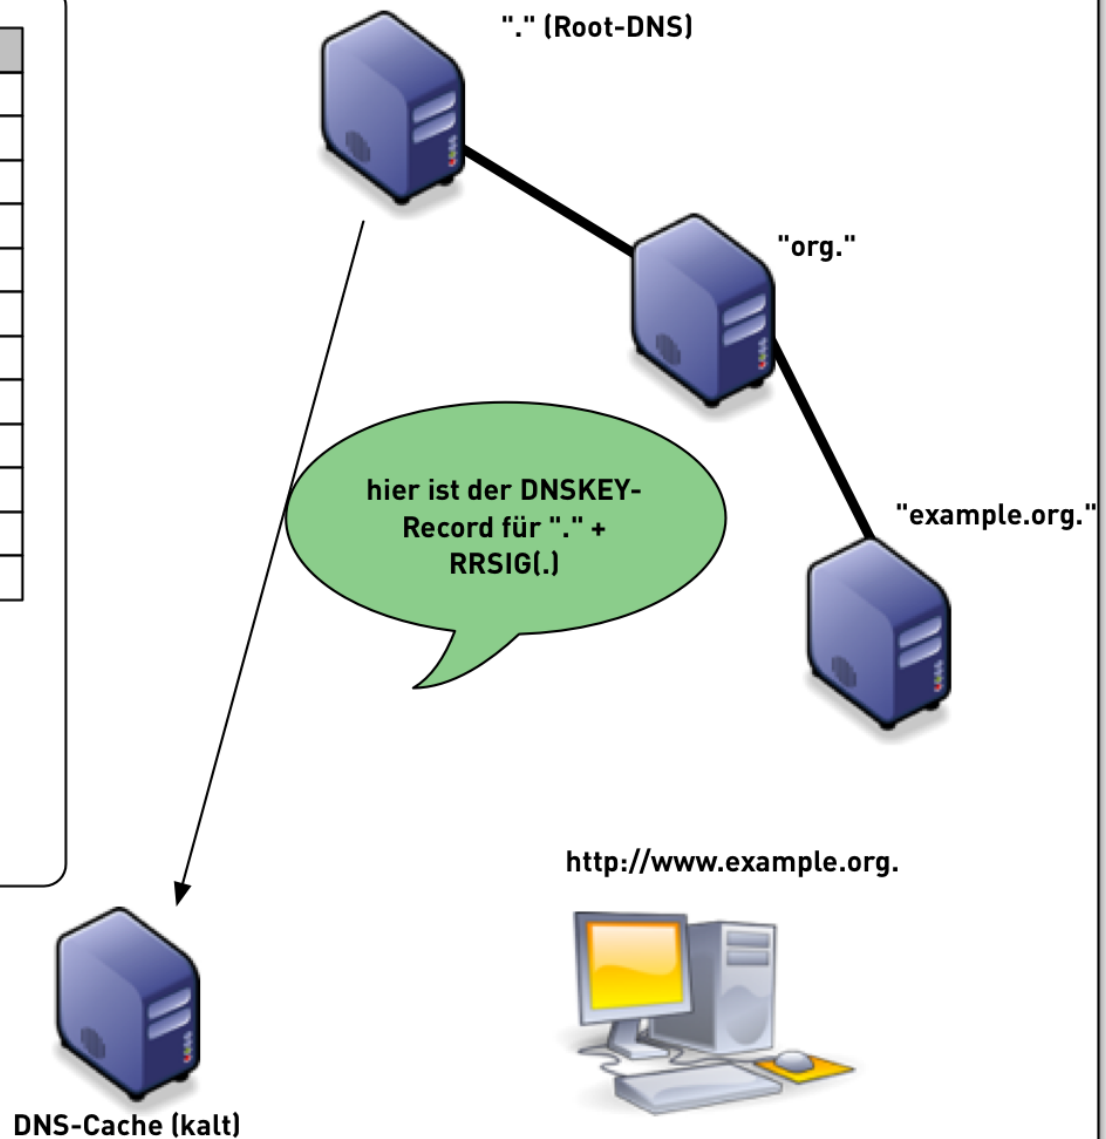 "." (Root-DNS)
"org."
hier ist der DNSKEY-
Record für "." +
RRSIG(.)
"example.org."
http://www.example.org.
DNS-Cache (kalt)